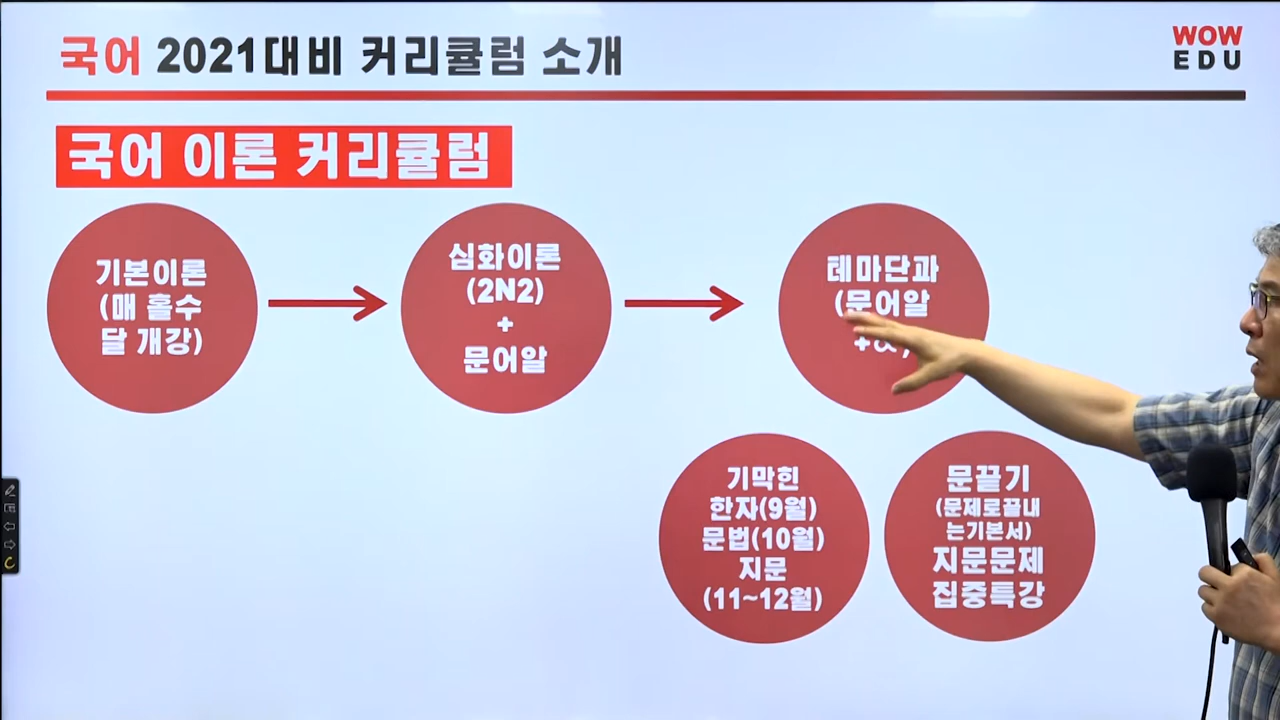 국어 2021대비 커리큘럼 소개
WOW
EDU
국어 이론 커리큘럼
기본이론
(매 홀수
달 개강)
심화이론
(2N2)
+
문어알
테마단과
(문어알
+α)
기막힌
한자(9월)
문법(10월)
지문
(11~12월)
문끝기
(문제로끝내
는기본서)
지문문제
집중특강